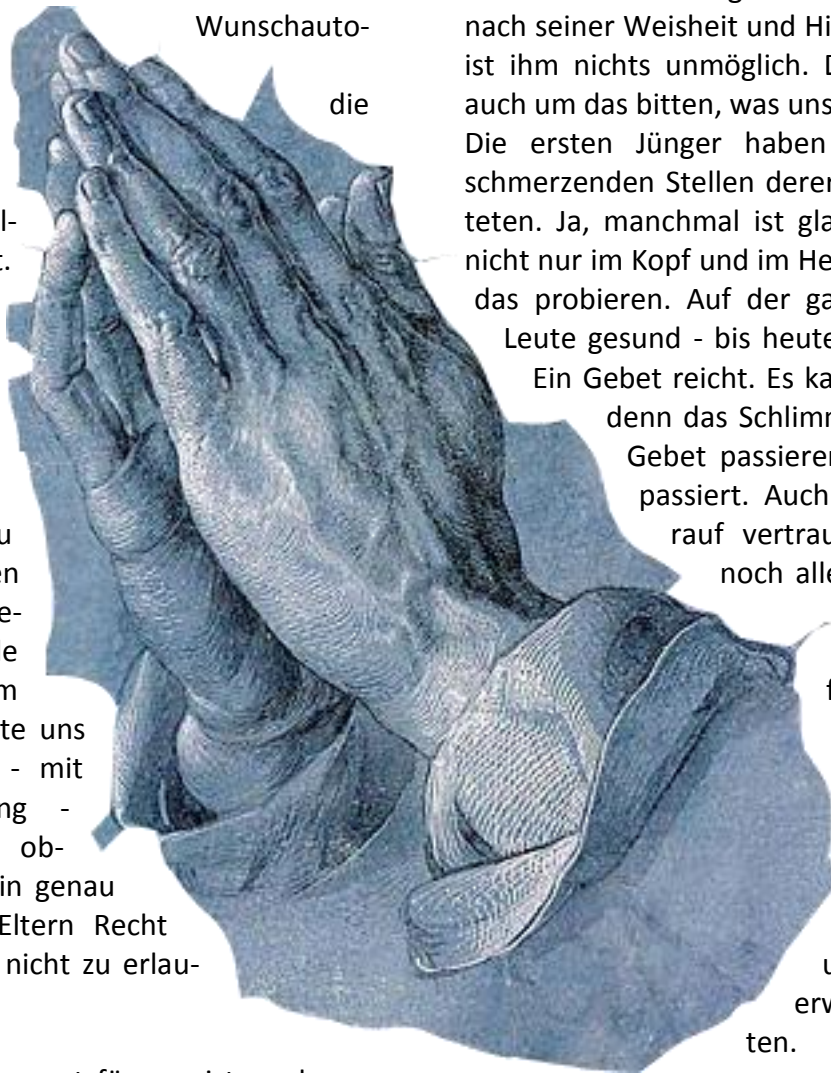 Wunschauto-
die
l-
t.
u
en
e-
le
m
te uns
- mit
ng -
ob-
in genau
Eltern Recht
nicht zu erlau-
nach seiner Weisheit und Hi
ist ihm nichts unmöglich. D
auch um das bitten, was uns
Die ersten Jünger haben
schmerzenden Stellen derer
teten. Ja, manchmal ist gla
nicht nur im Kopf und im He
das probieren. Auf der ga
Leute gesund - bis heute
Ein Gebet reicht. Es ka
denn das Schlimm
Gebet passieren
passiert. Auch
rauf vertrau
noch alle
f
u
erw
ten.